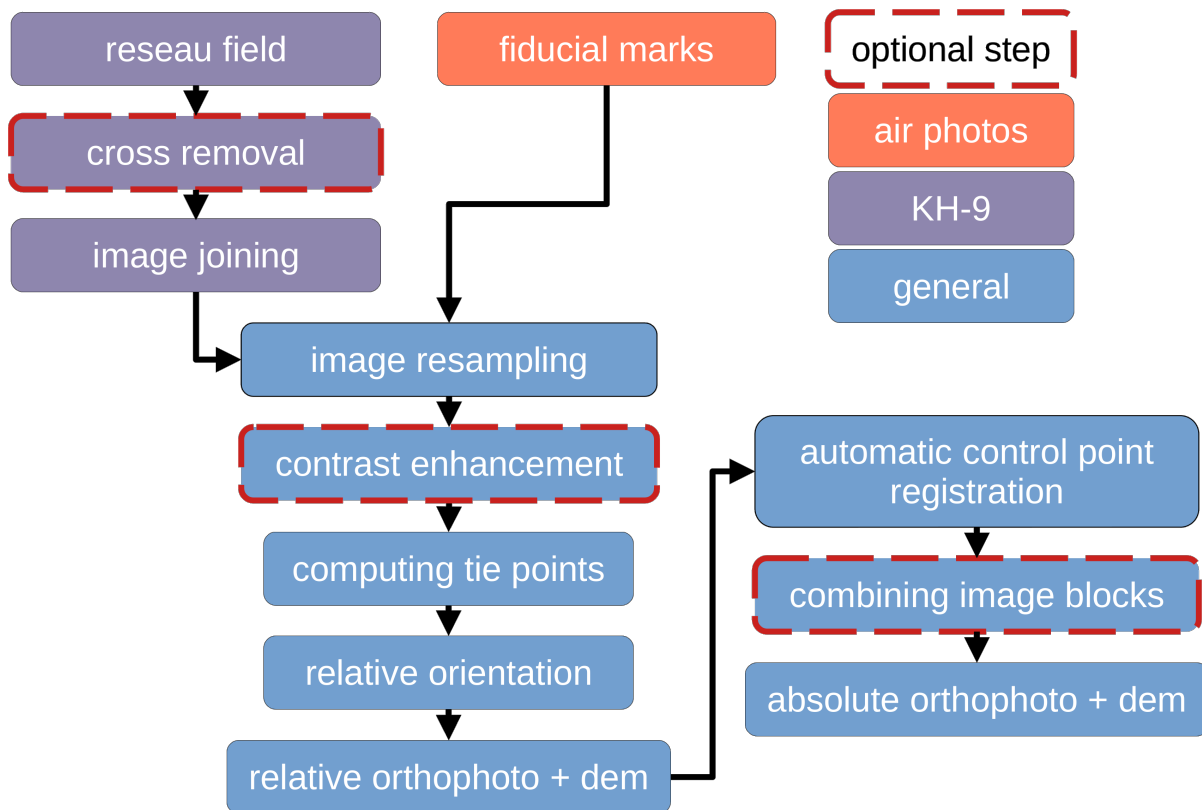 reseau field
cross removal
image joining
fiducial marks
optional step
air photos
KH-9
general
image resampling
contrast enhancement
computing tie points
relative orientation
relative orthophoto + dem
automatic control point
registration
combining image blocks
absolute orthophoto + dem